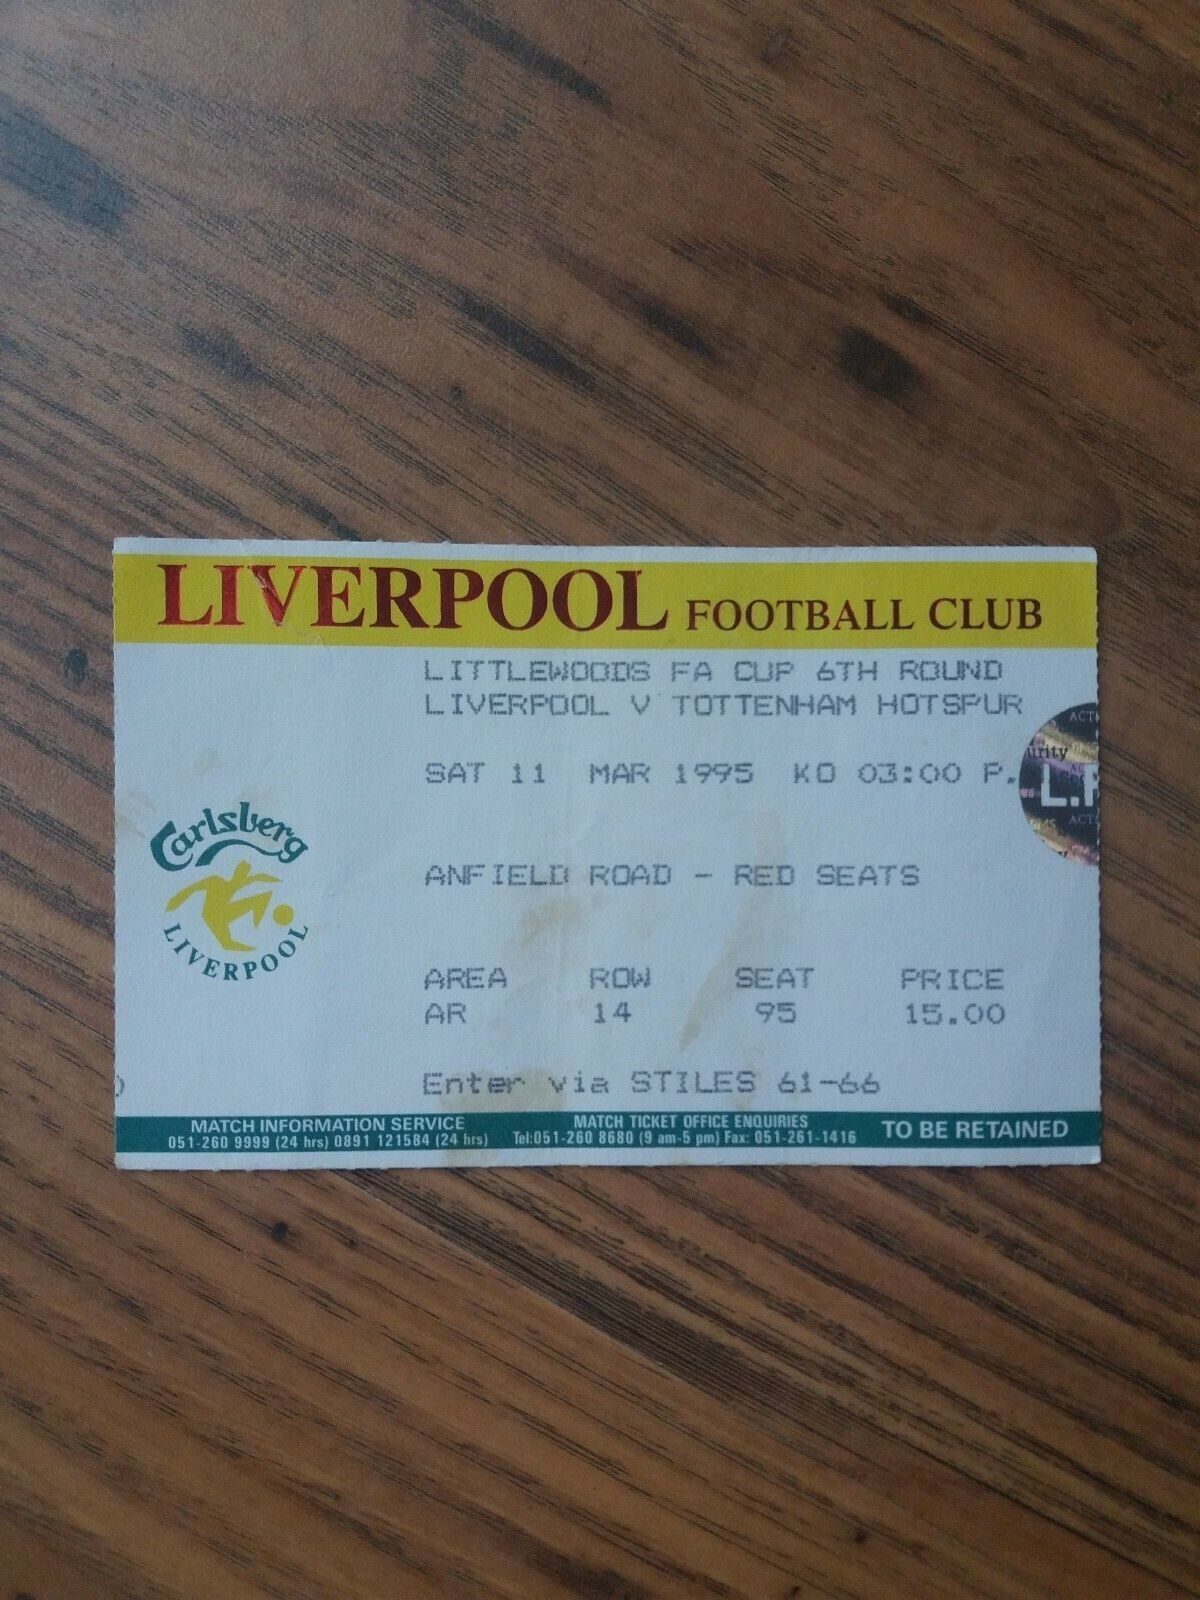 LIVERPOOL FOOTBALL CLUB
LITTLEWOODS FA CUP 6TH ROUND
LIVERPOOL V TOTTENHAM HOTSPUR
SAT 11 MAR 1995 KO 03:00 P.
ACT
urity
L.F
ACT
Carlsberg
LIVERPOOL
ANFIELD ROAD - RED SEATS
AREA ROW SEAT PRICE
AR 14 95 15.00
Enter via STILES 61-66
MATCH INFORMATION SERVICE
051-260 9999 (24 hrs) 0891 121584 (24 hrs)
MATCH TICKET OFFICE ENQUIRIES
Tel:051-260 8680 (9 am-5 pm) Fax: 051-261-1416
TO BE RETAINED